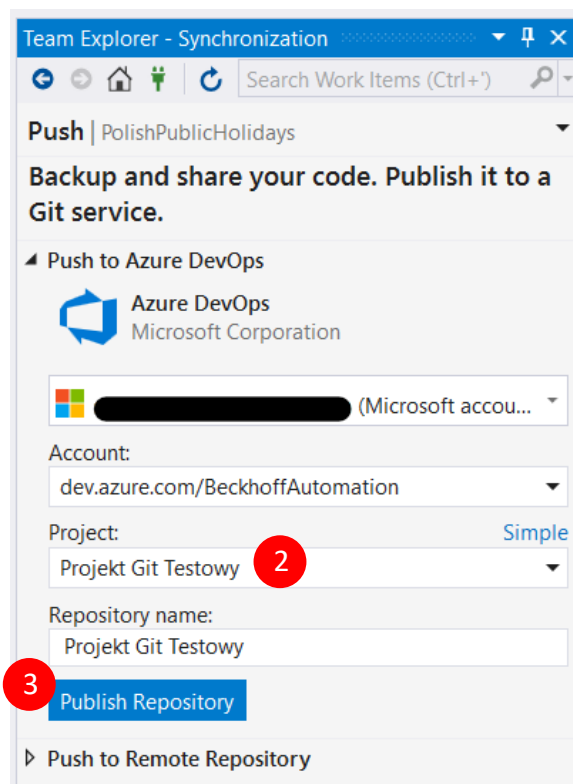 Team Explorer - Synchronization
Search Work Items (Ctrl+')
Push | PolishPublicHolidays
Backup and share your code. Publish it to a
Git service.
Push to Azure DevOps
Azure DevOps
Microsoft Corporation
(Microsoft accou...
Account:
dev.azure.com/BeckhoffAutomation
Project:
Simple
Projekt Git Testowy
2
Repository name:
Projekt Git Testowy
3
Publish Repository
Push to Remote Repository